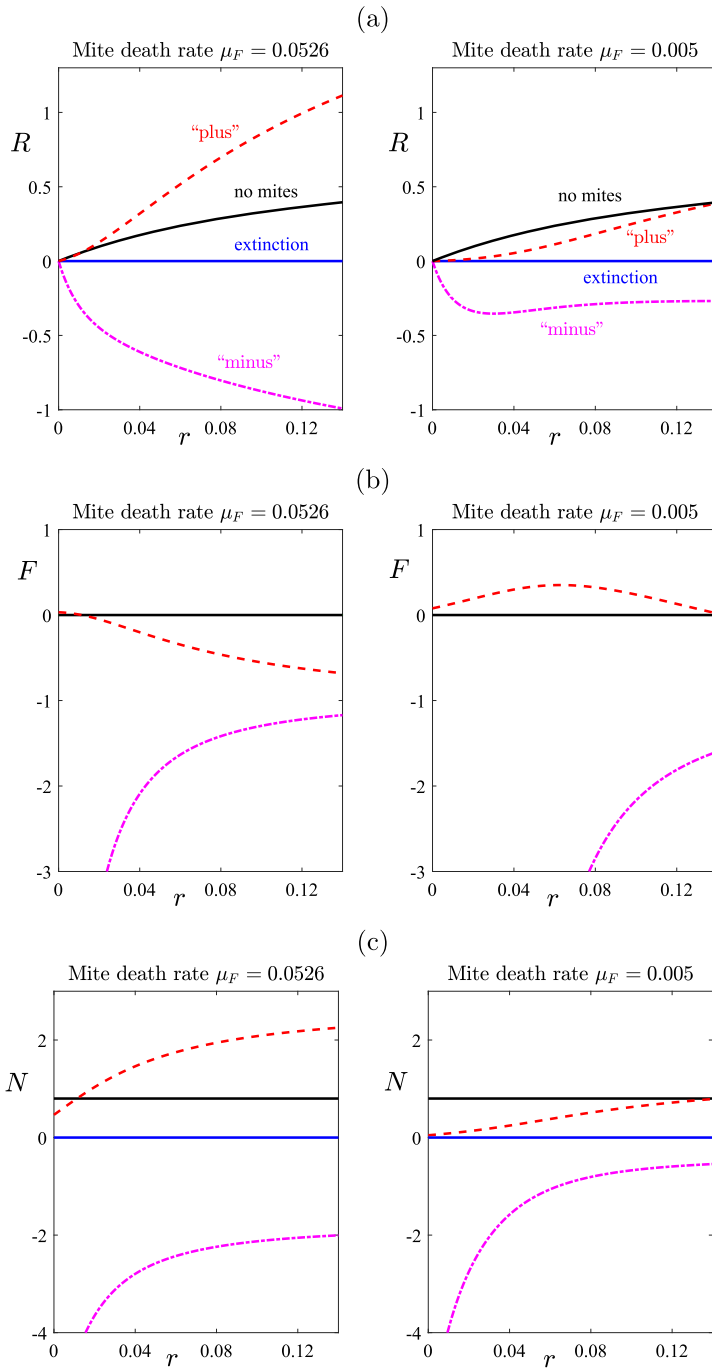 (a)
Mite death rate μ_F = 0.0526
Mite death rate μ_F = 0.005
R
1
0.5
0
-0.5
-1
“plus”
no mites
extinction
“minus”
0
0.04
0.08
0.12
r
R
1
0.5
0
-0.5
-1
no mites
“plus”
extinction
“minus”
0
0.04
0.08
0.12
r
(b)
Mite death rate μ_F = 0.0526
Mite death rate μ_F = 0.005
F
1
0
-1
-2
-3
0
0.04
0.08
0.12
r
F
1
0
-1
-2
-3
0
0.04
0.08
0.12
r
(c)
Mite death rate μ_F = 0.0526
Mite death rate μ_F = 0.005
N
2
0
-2
-4
0
0.04
0.08
0.12
r
N
2
0
-2
-4
0
0.04
0.08
0.12
r